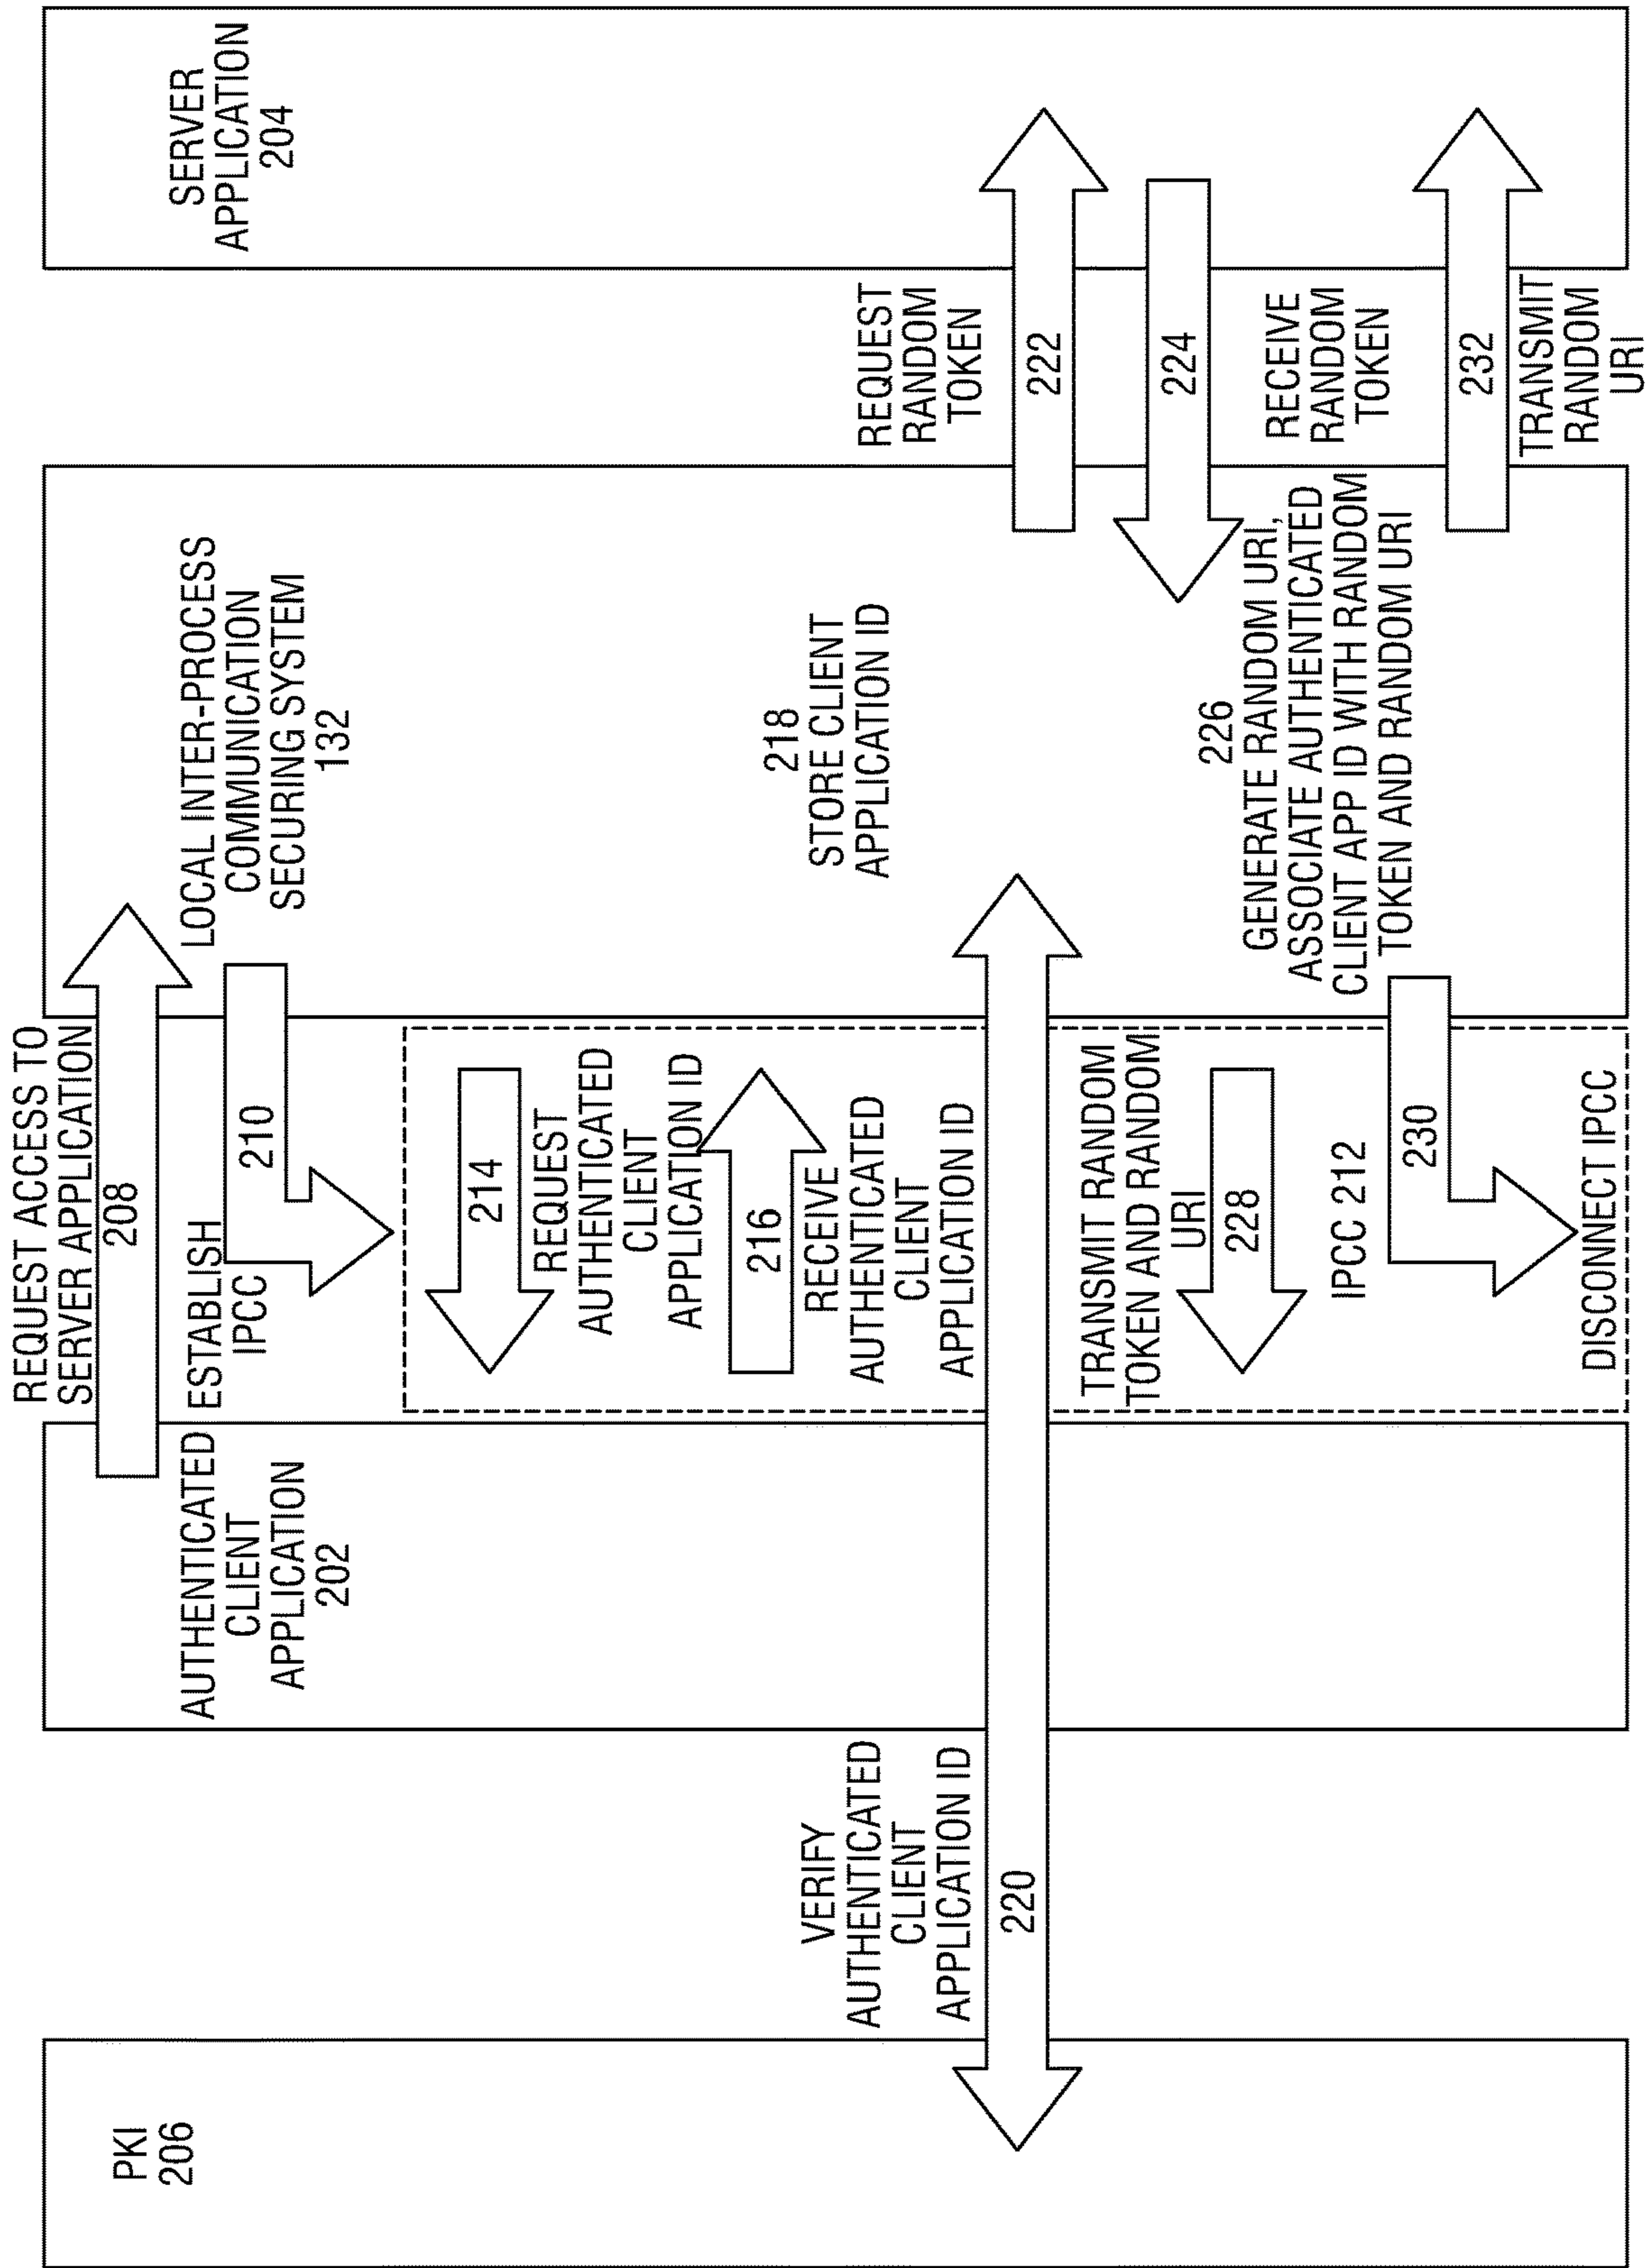 PKI
206
VERIFY
AUTHENTICATED
CLIENT
APPLICATION ID
220
AUTHENTICATED
CLIENT
APPLICATION
202
REQUEST ACCESS TO
SERVER APPLICATION
208
ESTABLISH
IPCC
210
214
REQUEST
AUTHENTICATED
CLIENT
APPLICATION ID
216
RECEIVE
AUTHENTICATED
CLIENT
APPLICATION ID
TRANSMIT RANDOM
TOKEN AND RANDOM
URI
228
IPCC 212
230
DISCONNECT IPCC
LOCAL INTER-PROCESS
COMMUNICATION
SECURING SYSTEM
132
218
STORE CLIENT
APPLICATION ID
226
GENERATE RANDOM URI,
ASSOCIATE AUTHENTICATED
CLIENT APP ID WITH RANDOM
TOKEN AND RANDOM URI
REQUEST
RANDOM
TOKEN
222
224
RECEIVE
RANDOM
TOKEN
232
TRANSMIT
RANDOM
URI
SERVER
APPLICATION
204